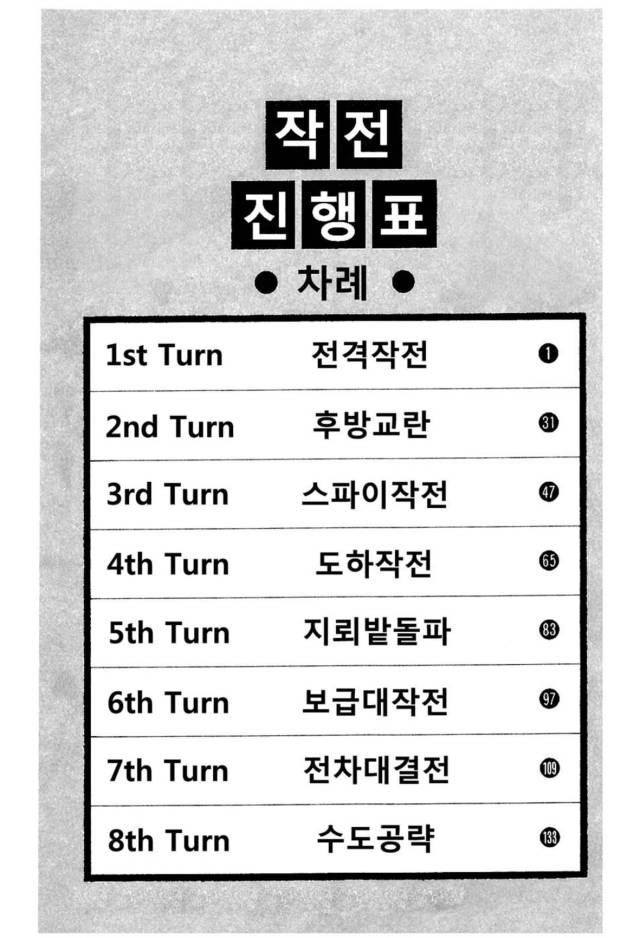 작전
진행표
● 차례 ●
1st Turn 전격작전 1
2nd Turn 후방교란 31
3rd Turn 스파이작전 47
4th Turn 도하작전 65
5th Turn 지뢰밭돌파 83
6th Turn 보급대작전 97
7th Turn 전차대결전 109
8th Turn 수도공략 133